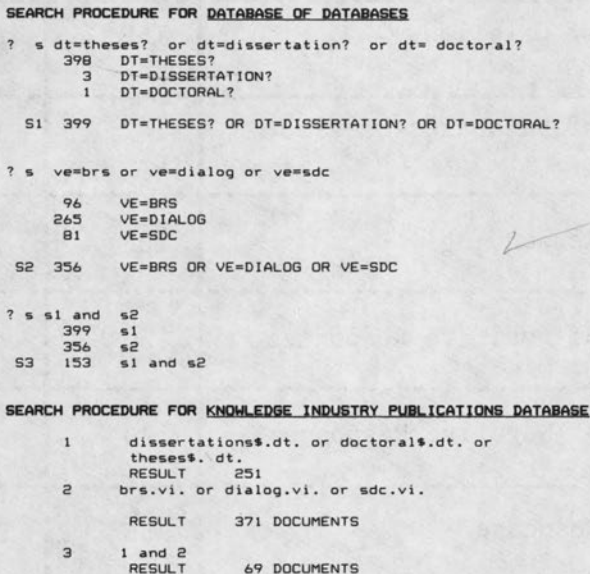 SEARCH PROCEDURE FOR DATABASE OF DATABASES
? s dt=theses? or dt=dissertation? or dt= doctoral?
398 DT=THESES?
3 DT=DISSERTATION?
1 DT=DOCTORAL?
S1 399 DT=THESES? OR DT=DISSERTATION? OR DT=DOCTORAL?
? s ve=brs or ve=dialog or ve=sdc
96 VE=BRS
265 VE=DIALOG
81 VE=SDC
S2 356 VE=BRS OR VE=DIALOG OR VE=SDC
? s s1 and s2
399 s1
356 s2
S3 153 s1 and s2
SEARCH PROCEDURE FOR KNOWLEDGE INDUSTRY PUBLICATIONS DATABASE
1 dissertations$.dt. or doctoral$.dt. or
theses$. dt.
RESULT 251
2 brs.vi. or dialog.vi. or sdc.vi.
RESULT 371 DOCUMENTS
3 1 and 2
RESULT 69 DOCUMENTS